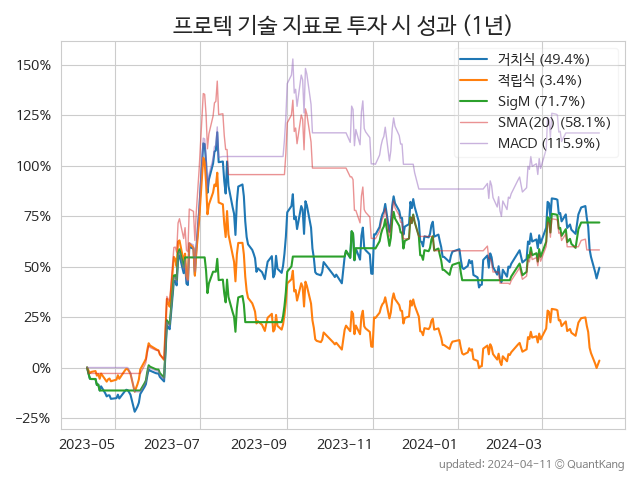 프로텍 기술 지표로 투자 시 성과 (1년)
거치식 (49.4%)
적립식 (3.4%)
SigM (71.7%)
SMA(20) (58.1%)
MACD (115.9%)
150%
125%
100%
75%
50%
25%
0%
−25%
2023-05 2023-07 2023-09 2023-11 2024-01 2024-03
updated: 2024-04-11 © QuantKang